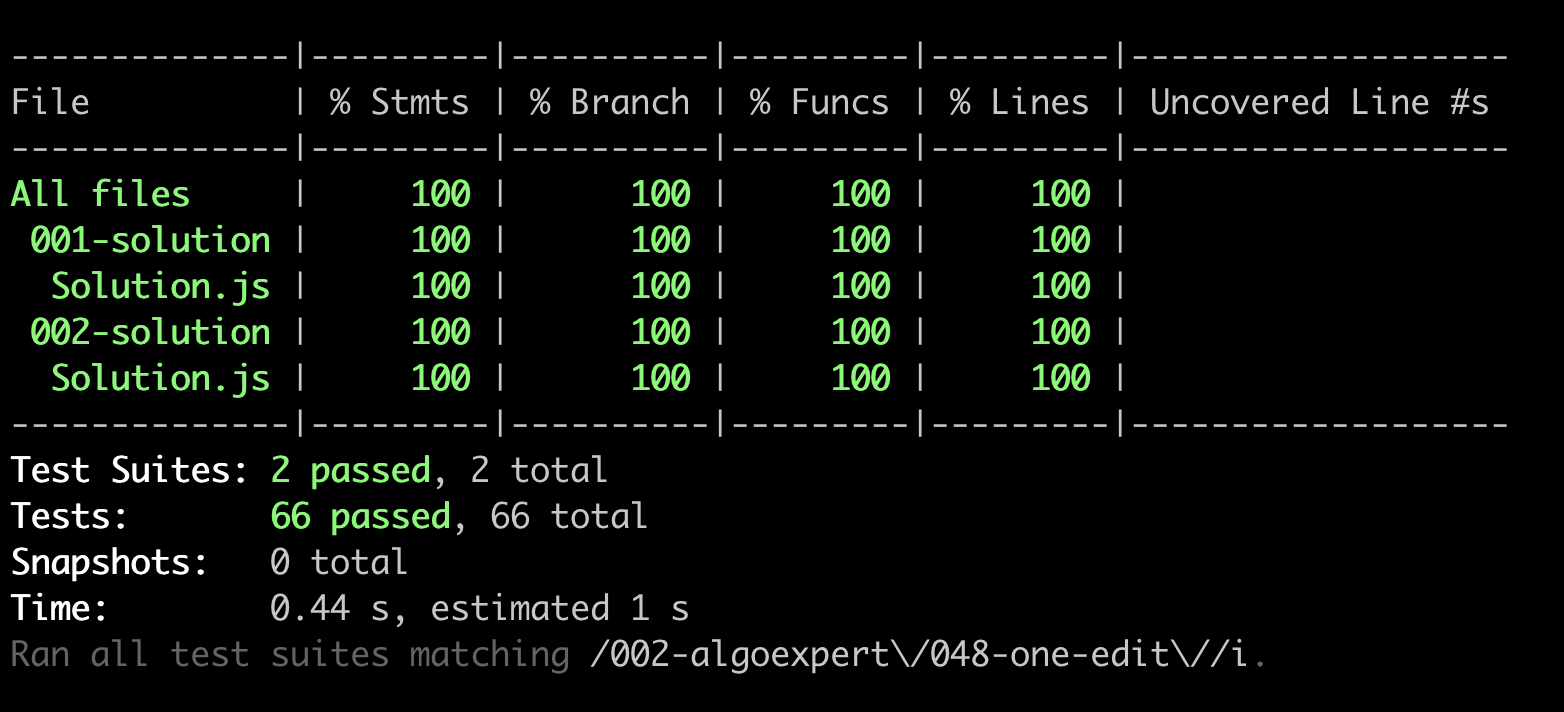 --------------|---------|----------|---------|---------|-------------------
File          | % Stmts | % Branch | % Funcs | % Lines | Uncovered Line #s
--------------|---------|----------|---------|---------|-------------------
All files     |     100 |      100 |     100 |     100 |
 001-solution |     100 |      100 |     100 |     100 |
  Solution.js |     100 |      100 |     100 |     100 |
 002-solution |     100 |      100 |     100 |     100 |
  Solution.js |     100 |      100 |     100 |     100 |
--------------|---------|----------|---------|---------|-------------------
Test Suites: 2 passed, 2 total
Tests:       66 passed, 66 total
Snapshots:   0 total
Time:        0.44 s, estimated 1 s
Ran all test suites matching /002-algoexpert\/048-one-edit\//i.